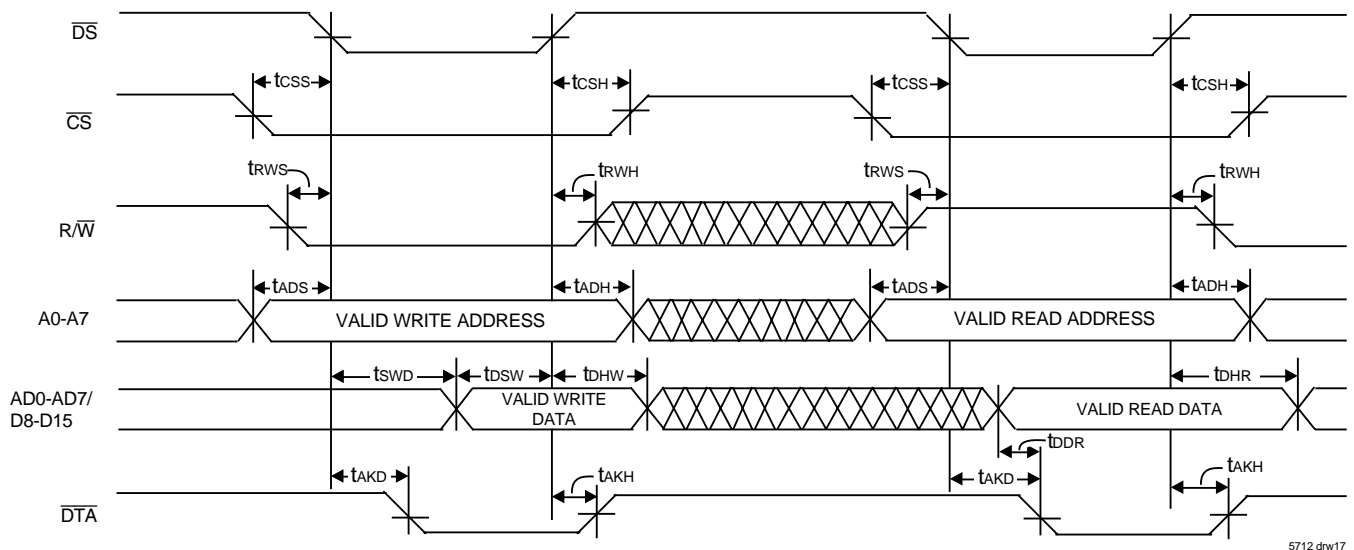 DS
tCSS tCSH tCSS tCSH
CS
tRWS tRWH tRWS tRWH
R/W
tADS tADH tADS tADH
A0-A7 VALID WRITE ADDRESS VALID READ ADDRESS
tSWD tDSW tDHW tDHR
AD0-AD7/
D8-D15
VALID WRITE
DATA
VALID READ DATA
tDDR
tAKD tAKH tAKD tAKH
DTA
5712 drw17